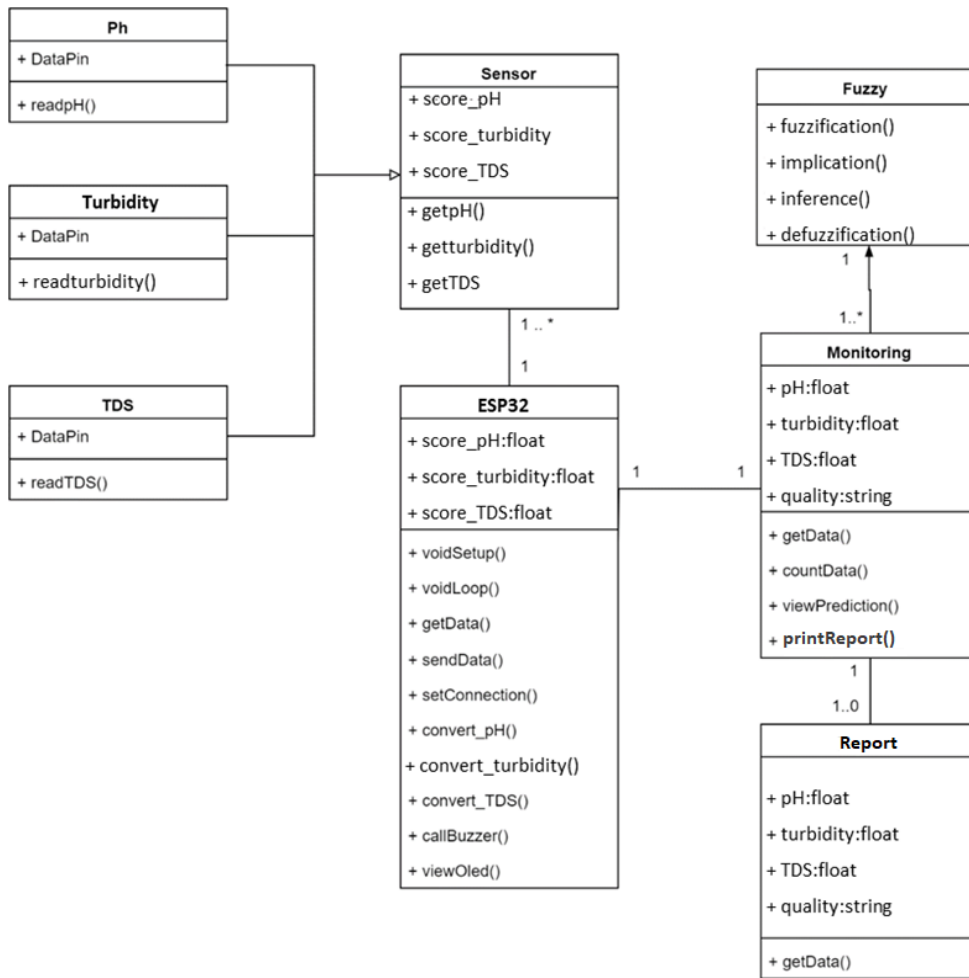 Ph
+ DataPin
+ readpH()
Turbidity
+ DataPin
+ readturbidity()
TDS
+ DataPin
+ readTDS()
Sensor
+ score_pH
+ score_turbidity
+ score_TDS
+ getpH()
+ getturbidity()
+ getTDS
1 .. *
1
ESP32
+ score_pH:float
+ score_turbidity:float
+ score_TDS:float
+ voidSetup()
+ voidLoop()
+ getData()
+ sendData()
+ setConnection()
+ convert_pH()
+ convert_turbidity()
+ convert_TDS()
+ callBuzzer()
+ viewOled()
1
1
Fuzzy
+ fuzzification()
+ implication()
+ inference()
+ defuzzification()
1
1..*
Monitoring
+ pH:float
+ turbidity:float
+ TDS:float
+ quality:string
+ getData()
+ countData()
+ viewPrediction()
+ printReport()
1
1..0
Report
+ pH:float
+ turbidity:float
+ TDS:float
+ quality:string
+ getData()